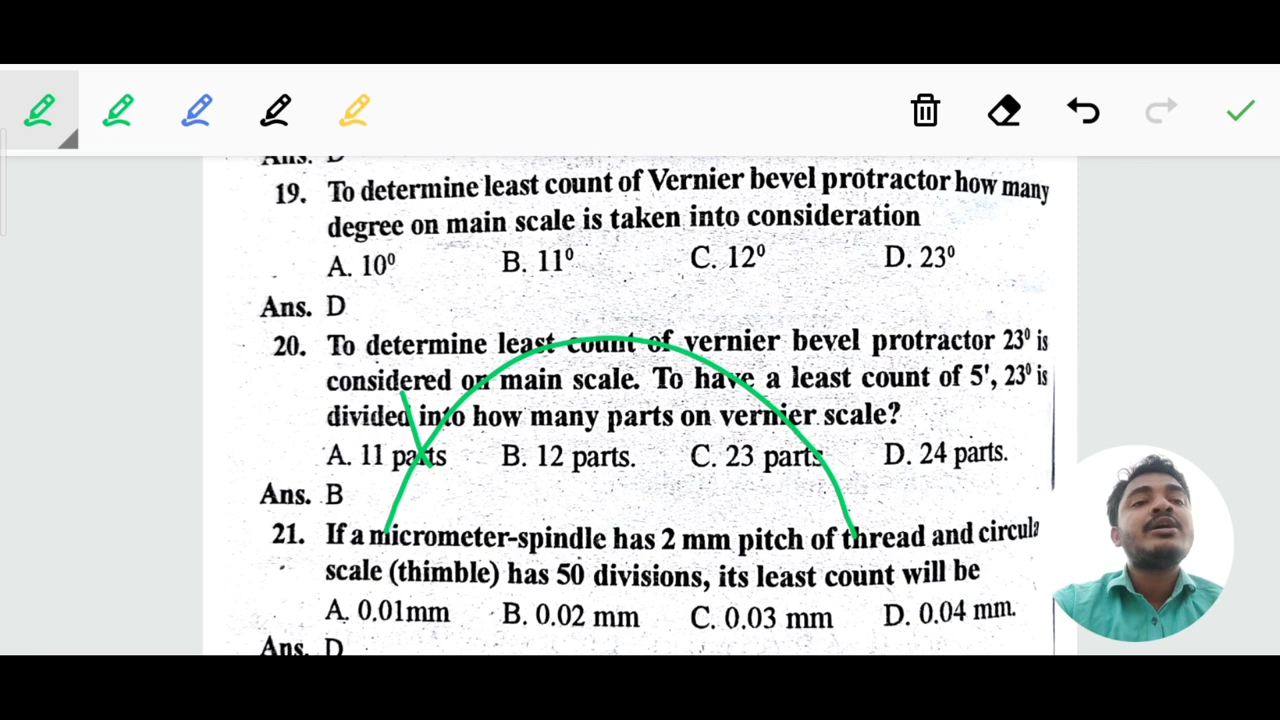 Ans. D
19. To determine least count of Vernier bevel protractor how many
degree on main scale is taken into consideration
A. 10⁰ B. 11⁰ C. 12⁰ D. 23⁰
Ans. D
20. To determine least count of vernier bevel protractor 23⁰ is
considered on main scale. To have a least count of 5', 23⁰ is
divided into how many parts on vernier scale?
A. 11 parts B. 12 parts. C. 23 parts D. 24 parts.
Ans. B
21. If a micrometer-spindle has 2 mm pitch of thread and circula
scale (thimble) has 50 divisions, its least count will be
A. 0.01mm B. 0.02 mm C. 0.03 mm D. 0.04 mm.
Ans. D